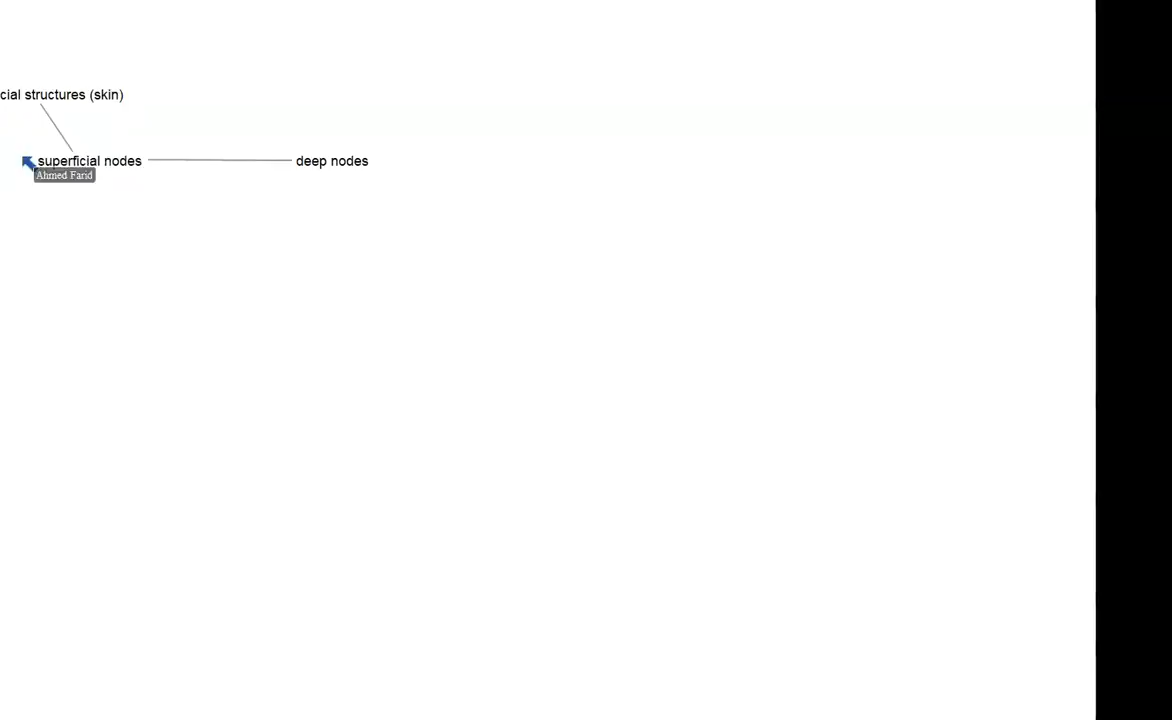 cial structures (skin)
superficial nodes deep nodes
Ahmed Farid